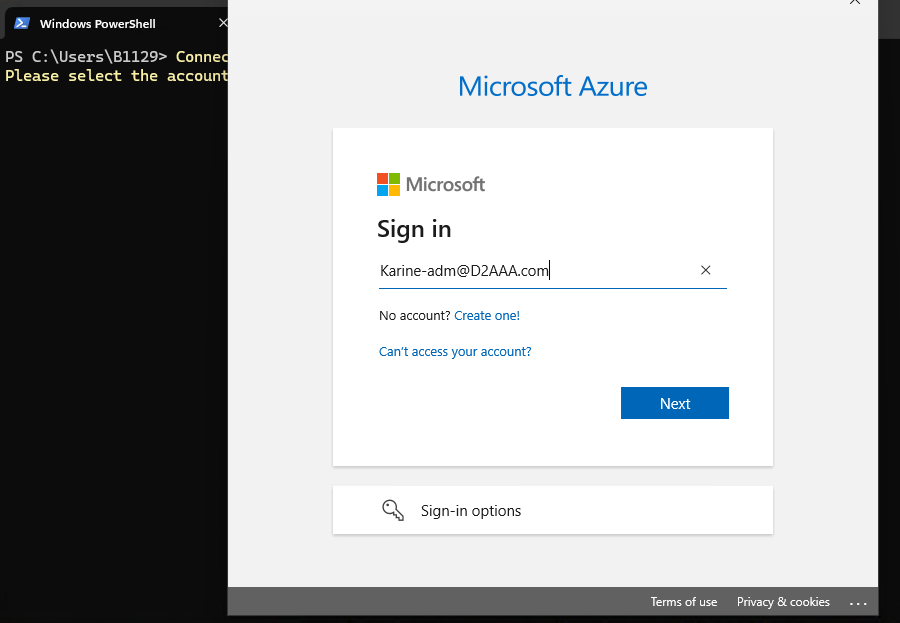 Windows PowerShell
PS C:\Users\B1129> Connec
Please select the account
Microsoft Azure
Microsoft
Sign in
Karine-adm@D2AAA.com
No account? Create one!
Can't access your account?
Next
Sign-in options
Terms of use Privacy & cookies ...